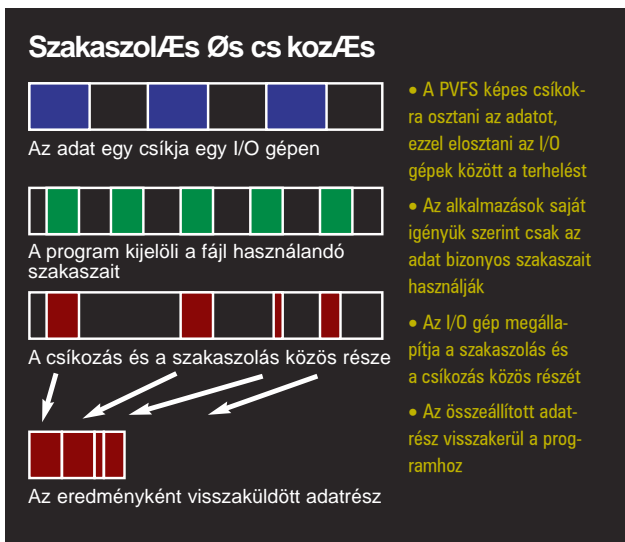 SzakaszolÆs Øs cs kozÆs
Az adat egy csíkja egy I/O gépen
A program kijelöli a fájl használandó
szakaszait
A csíkozás és a szakaszolás közös része
Az eredményként visszaküldött adatrész
• A PVFS képes csíkok-
ra osztani az adatot,
ezzel elosztani az I/O
gépek között a terhelést
• Az alkalmazások saját
igényük szerint csak az
adat bizonyos szakaszait
használják
• Az I/O gép megálla-
pítja a szakaszolás és
a csíkozás közös részét
• Az összeállított adat-
rész visszakerül a prog-
ramhoz